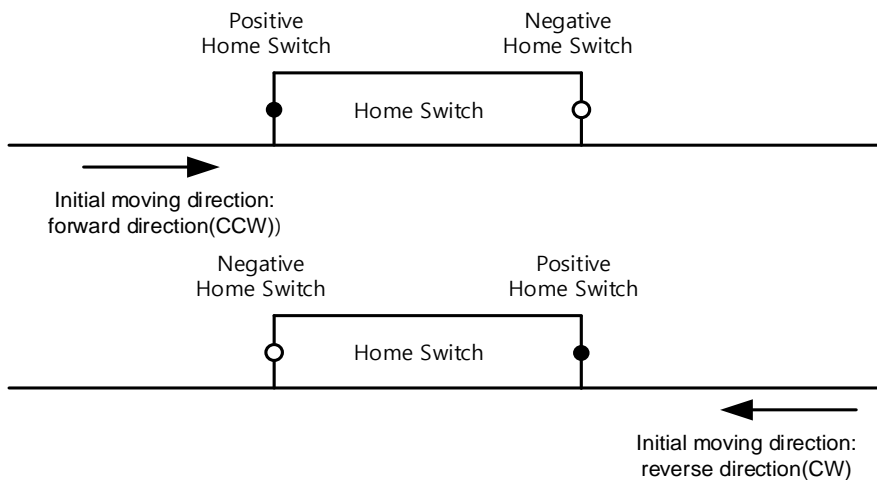 Positive
Home Switch
Negative
Home Switch
Home Switch
Initial moving direction:
forward direction(CCW))
Negative
Home Switch
Positive
Home Switch
Home Switch
Initial moving direction:
reverse direction(CW)